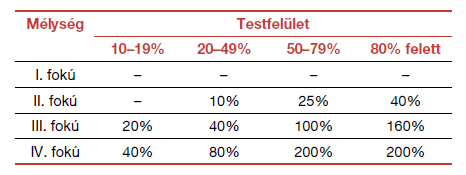 Mélység Testfelület
10–19% 20–49% 50–79% 80% felett
I. fokú – – – –
II. fokú – 10% 25% 40%
III. fokú 20% 40% 100% 160%
IV. fokú 40% 80% 200% 200%